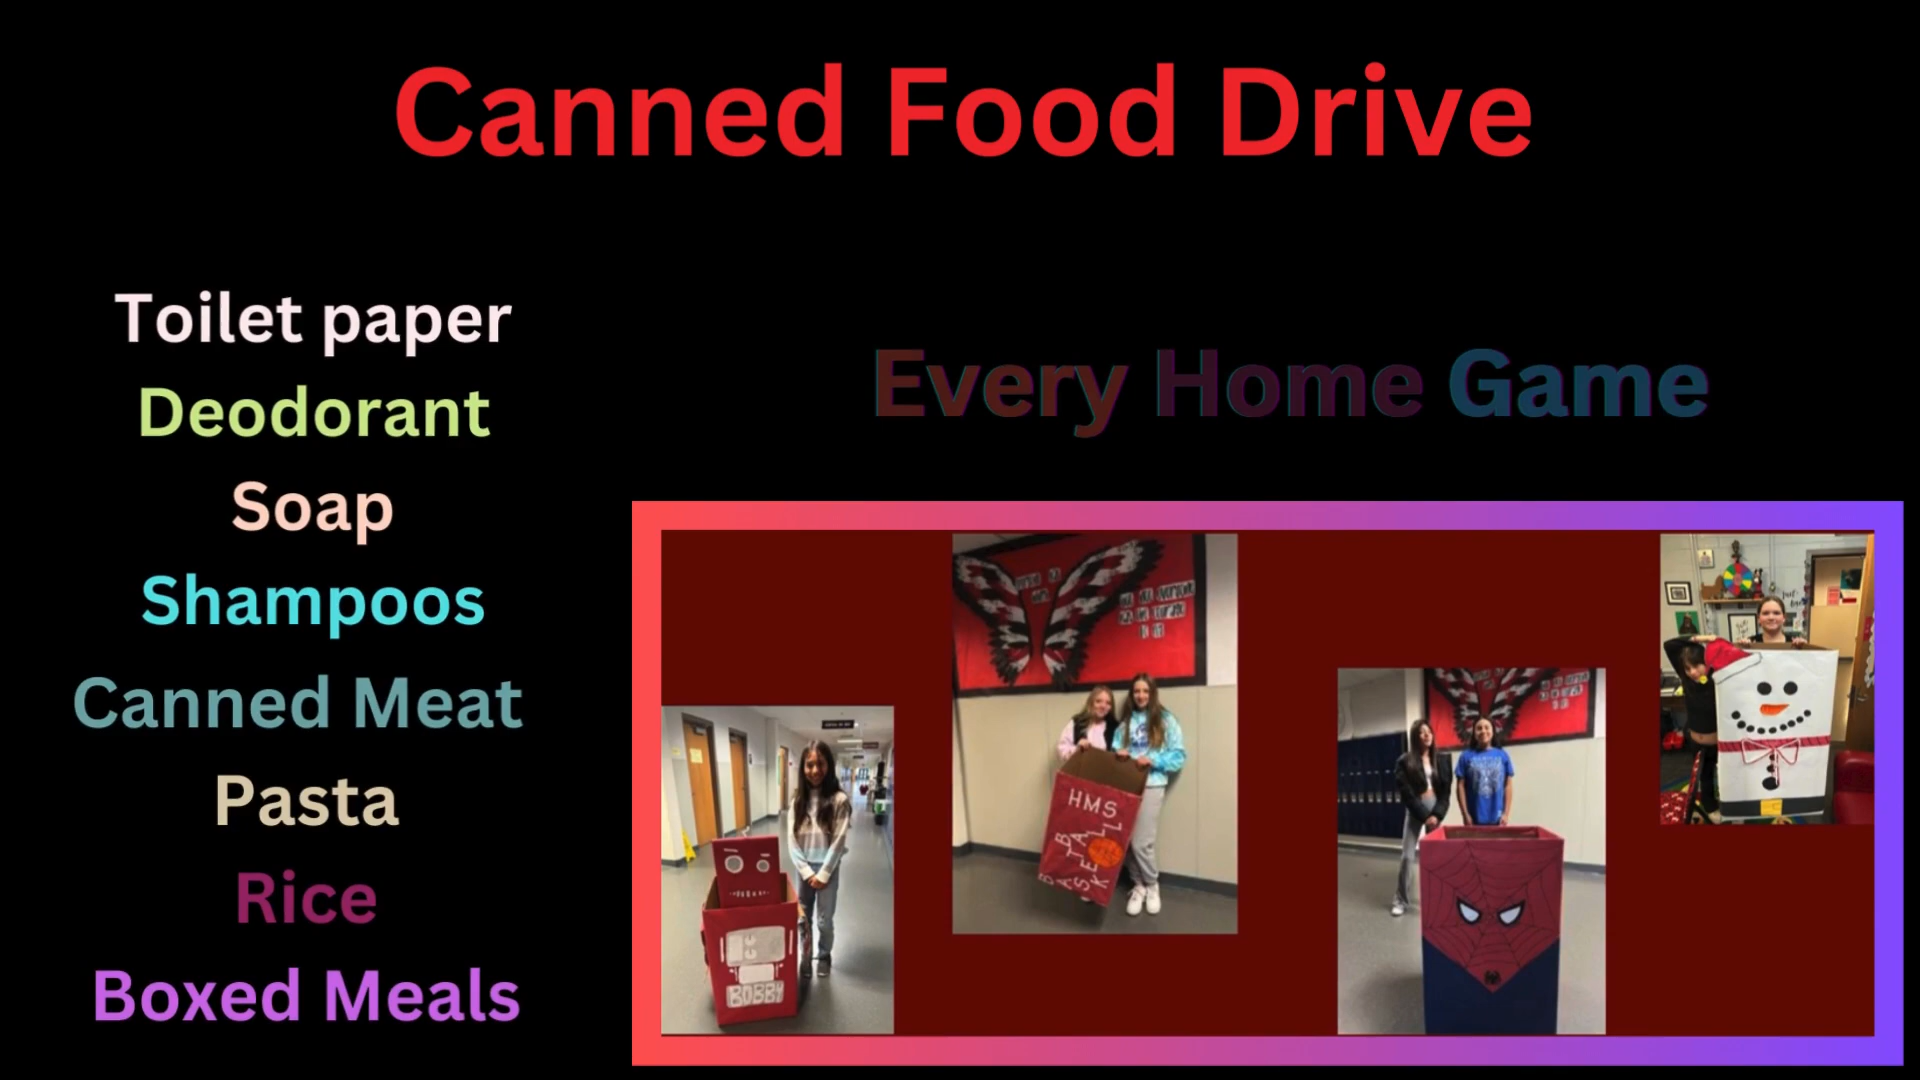 Canned Food Drive
Toilet paper
Deodorant
Soap
Shampoos
Canned Meat
Pasta
Rice
Boxed Meals
Every Home Game
HMS
BASKETBALL
BOBBY